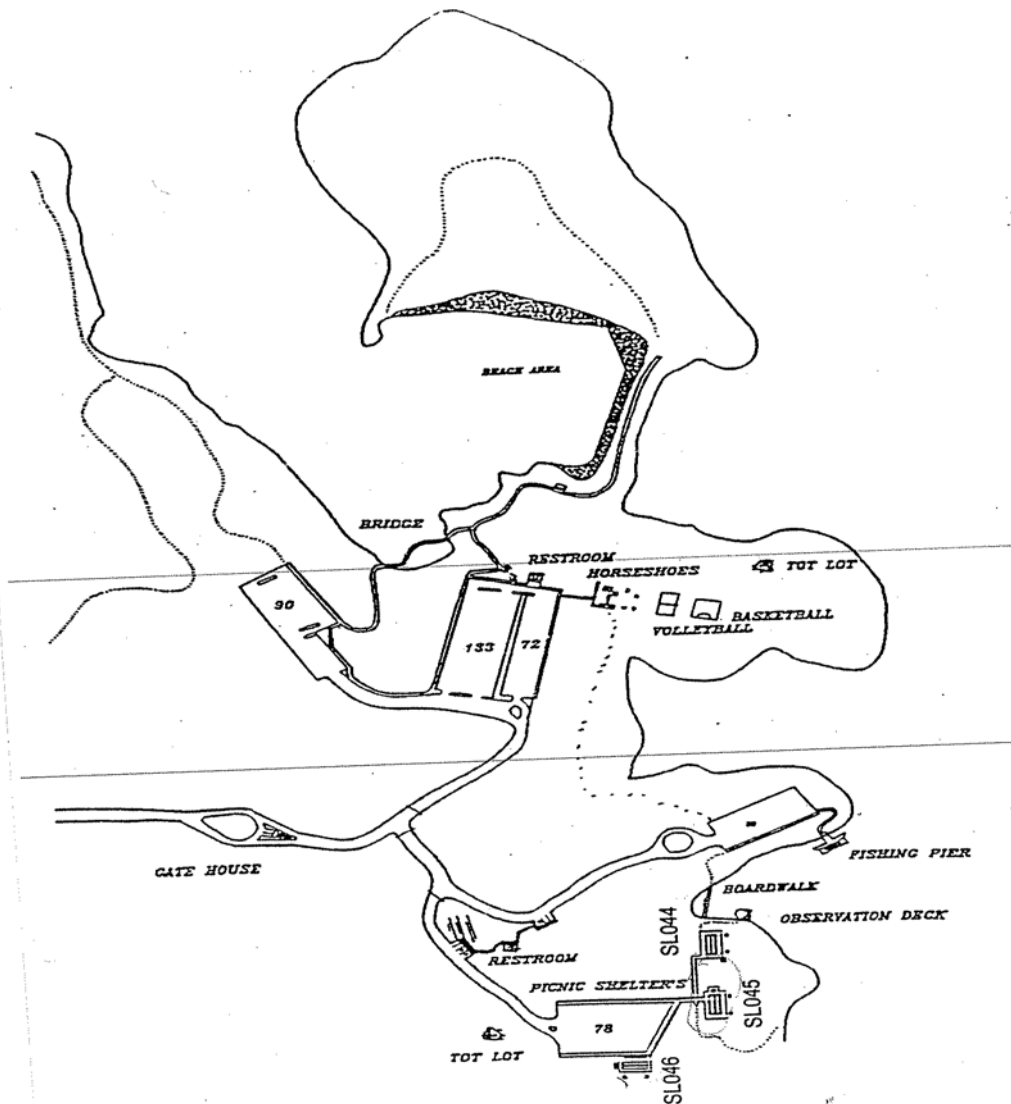 BEACH AREA
BRIDGE
RESTROOM
HORSESHOES
TOT LOT
90
BASKETBALL
VOLLEYBALL
133
72
GATE HOUSE
FISHING PIER
BOARDWALK
OBSERVATION DECK
SL044
RESTROOM
PICNIC SHELTER'S
SL045
78
TOT LOT
SL046